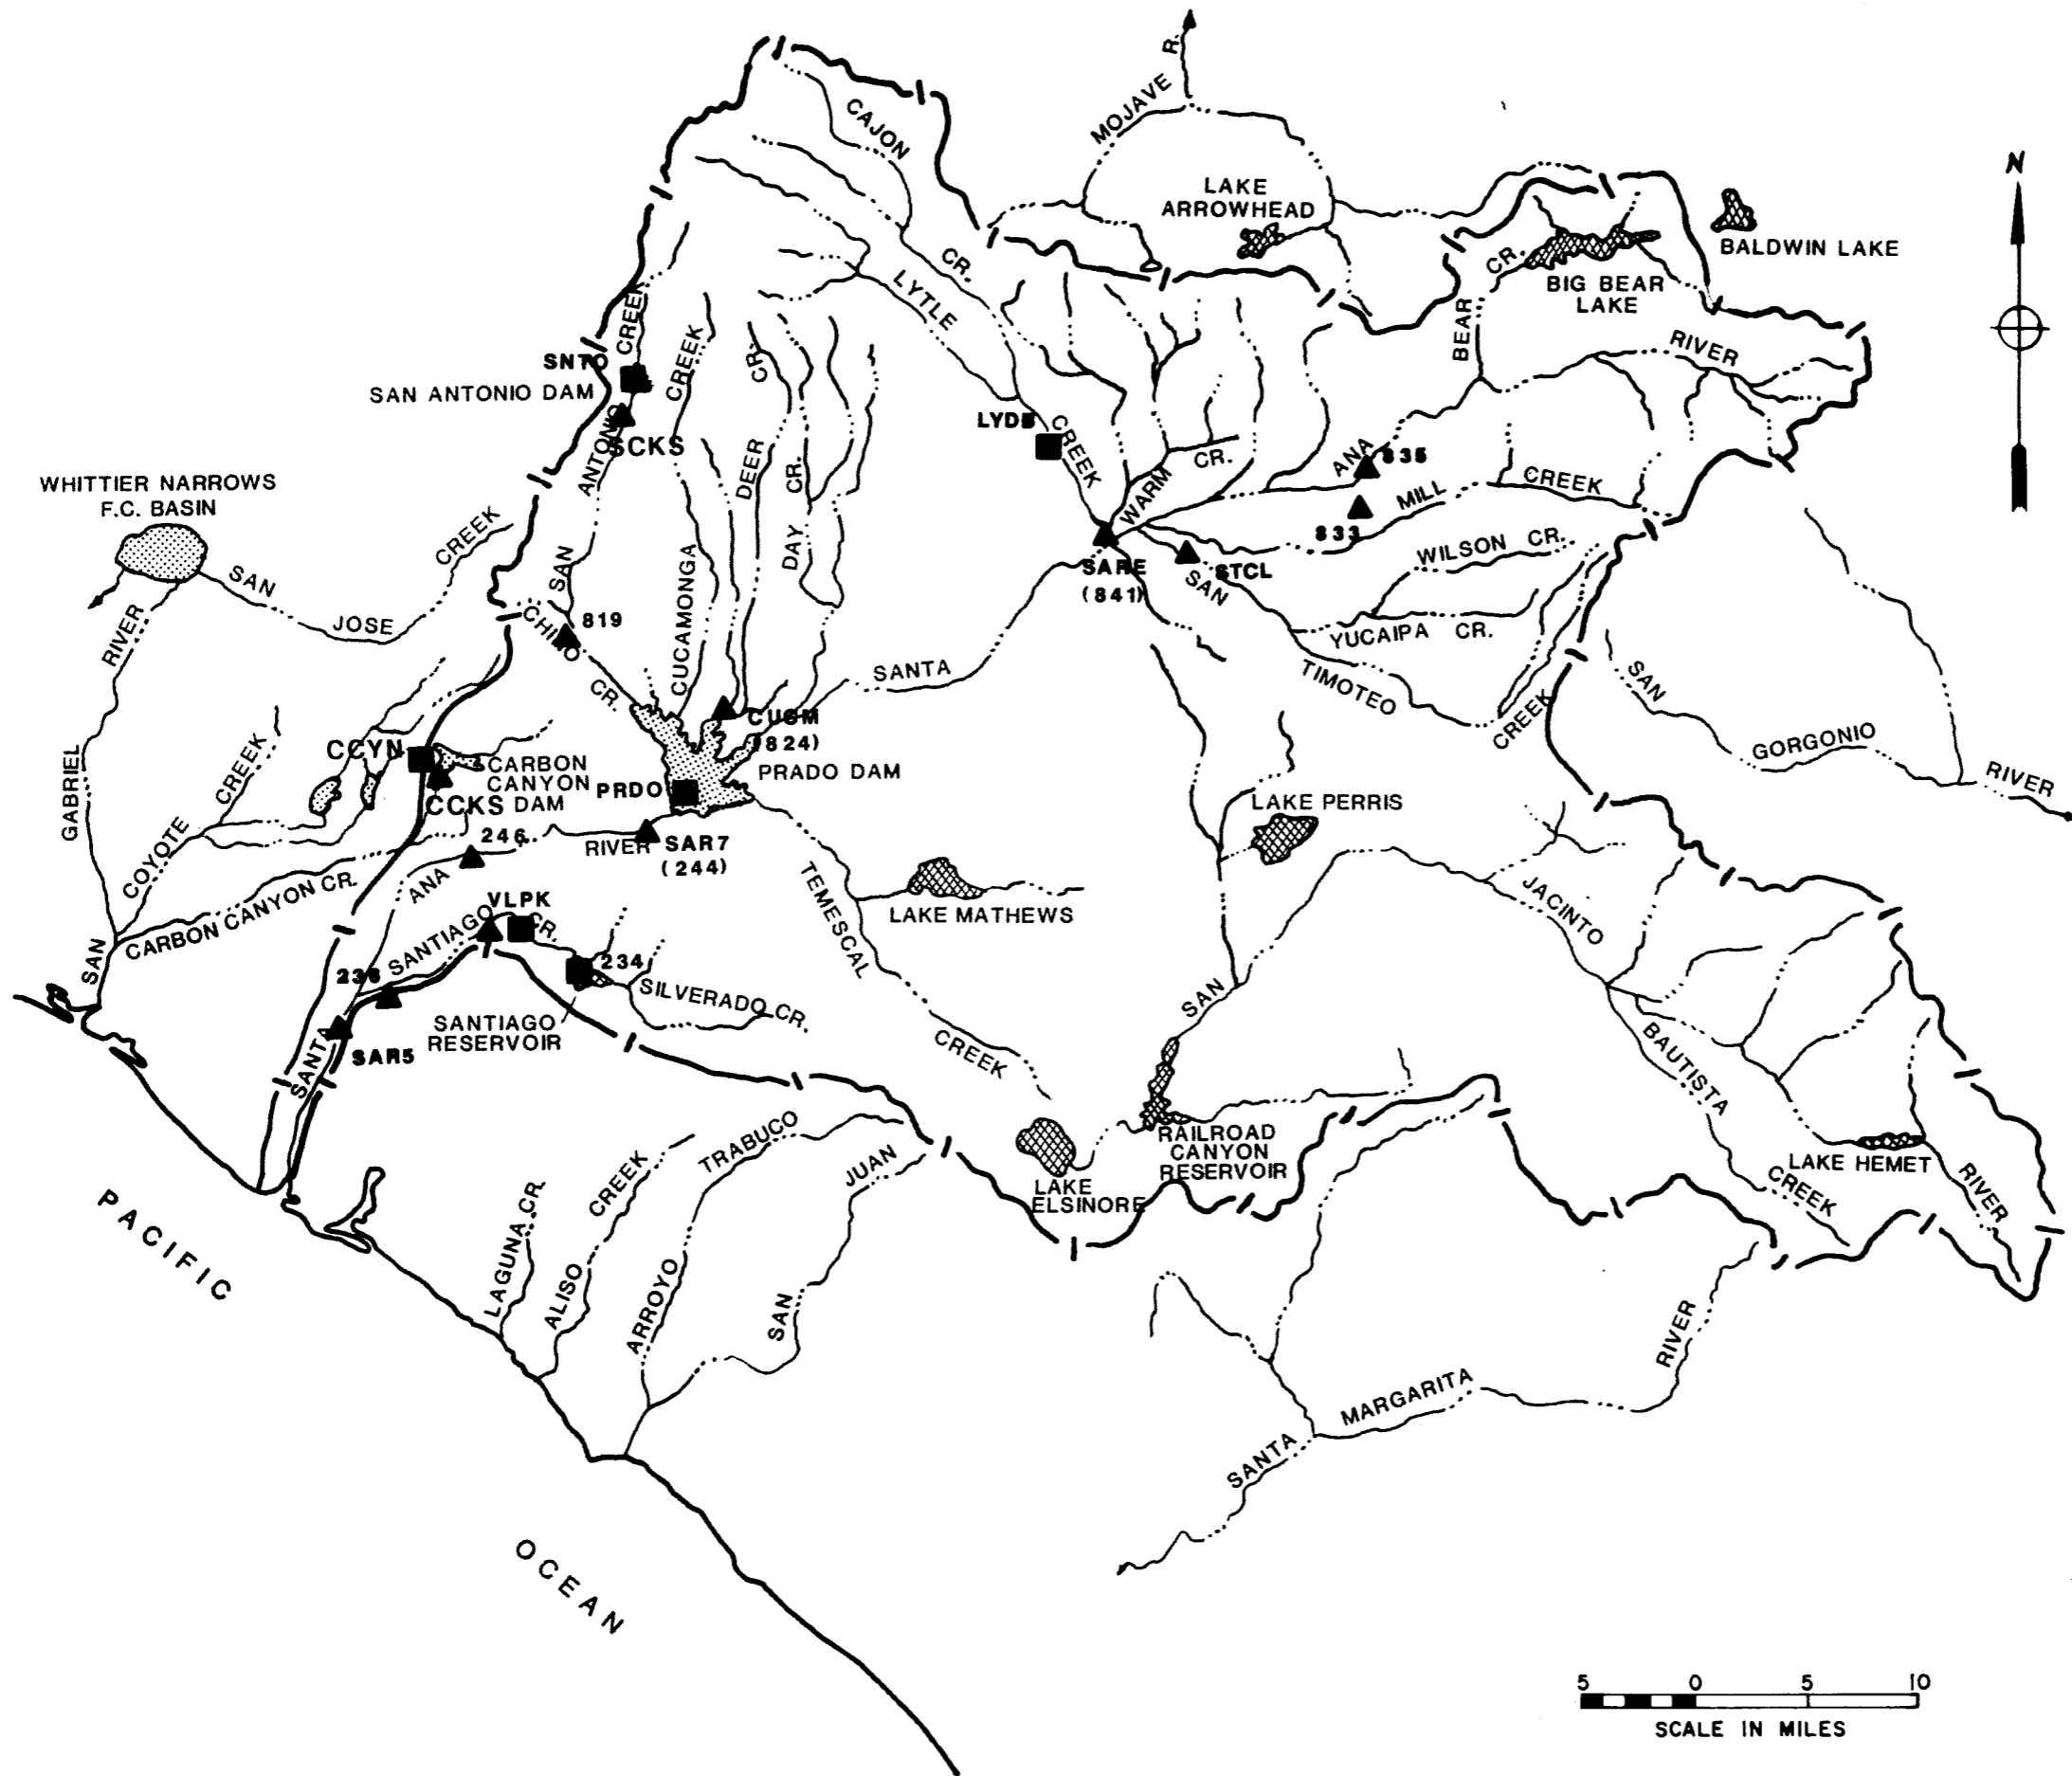 R.
MOJAVE
CAJON
N
LAKE
ARROWHEAD
BALDWIN LAKE
CR.
CR.
BIG BEAR
LAKE
LYTLE
CREEK
BEAR
RIVER
SNTO
SAN ANTONIO DAM
CREEK
CR.
SCKS
ANTONIO
LYDB
CREEK
CR.
WARM
ANA
835
MILL
CREEK
833
WHITTIER NARROWS
F.C. BASIN
DEER
CR.
DAY
CREEK
SAN
JOSE
SAN
CHINO
819
CR.
CUCAMONGA
SARE
(841)
STCL
SAN
WILSON CR.
YUCAIPA CR.
TIMOTEO
CREEK
SANTA
RIVER
GABRIEL
SAN
GORGONIO
RIVER
CUGM
(824)
PRADO DAM
CCYN
CARBON
CANYON
DAM
CCKS
PRDO
CREEK
COYOTE
246
RIVER
SAR7
(244)
LAKE PERRIS
ANA
CARBON CANYON CR.
SAN
VLPK
SANTIAGO
CR.
TEMESCAL
LAKE MATHEWS
JACINTO
234
SILVERADO CR.
SANTIAGO
RESERVOIR
SANTA
SAR5
SAN
CREEK
BAUTISTA
CREEK
RAILROAD
CANYON
RESERVOIR
LAKE HEMET
RIVER
LAKE
ELSINORE
TRABUCO
JUAN
CREEK
LAGUNA CR.
ALISO
ARROYO
SAN
PACIFIC
RIVER
MARGARITA
SANTA
OCEAN
5 0 5 10
SCALE IN MILES